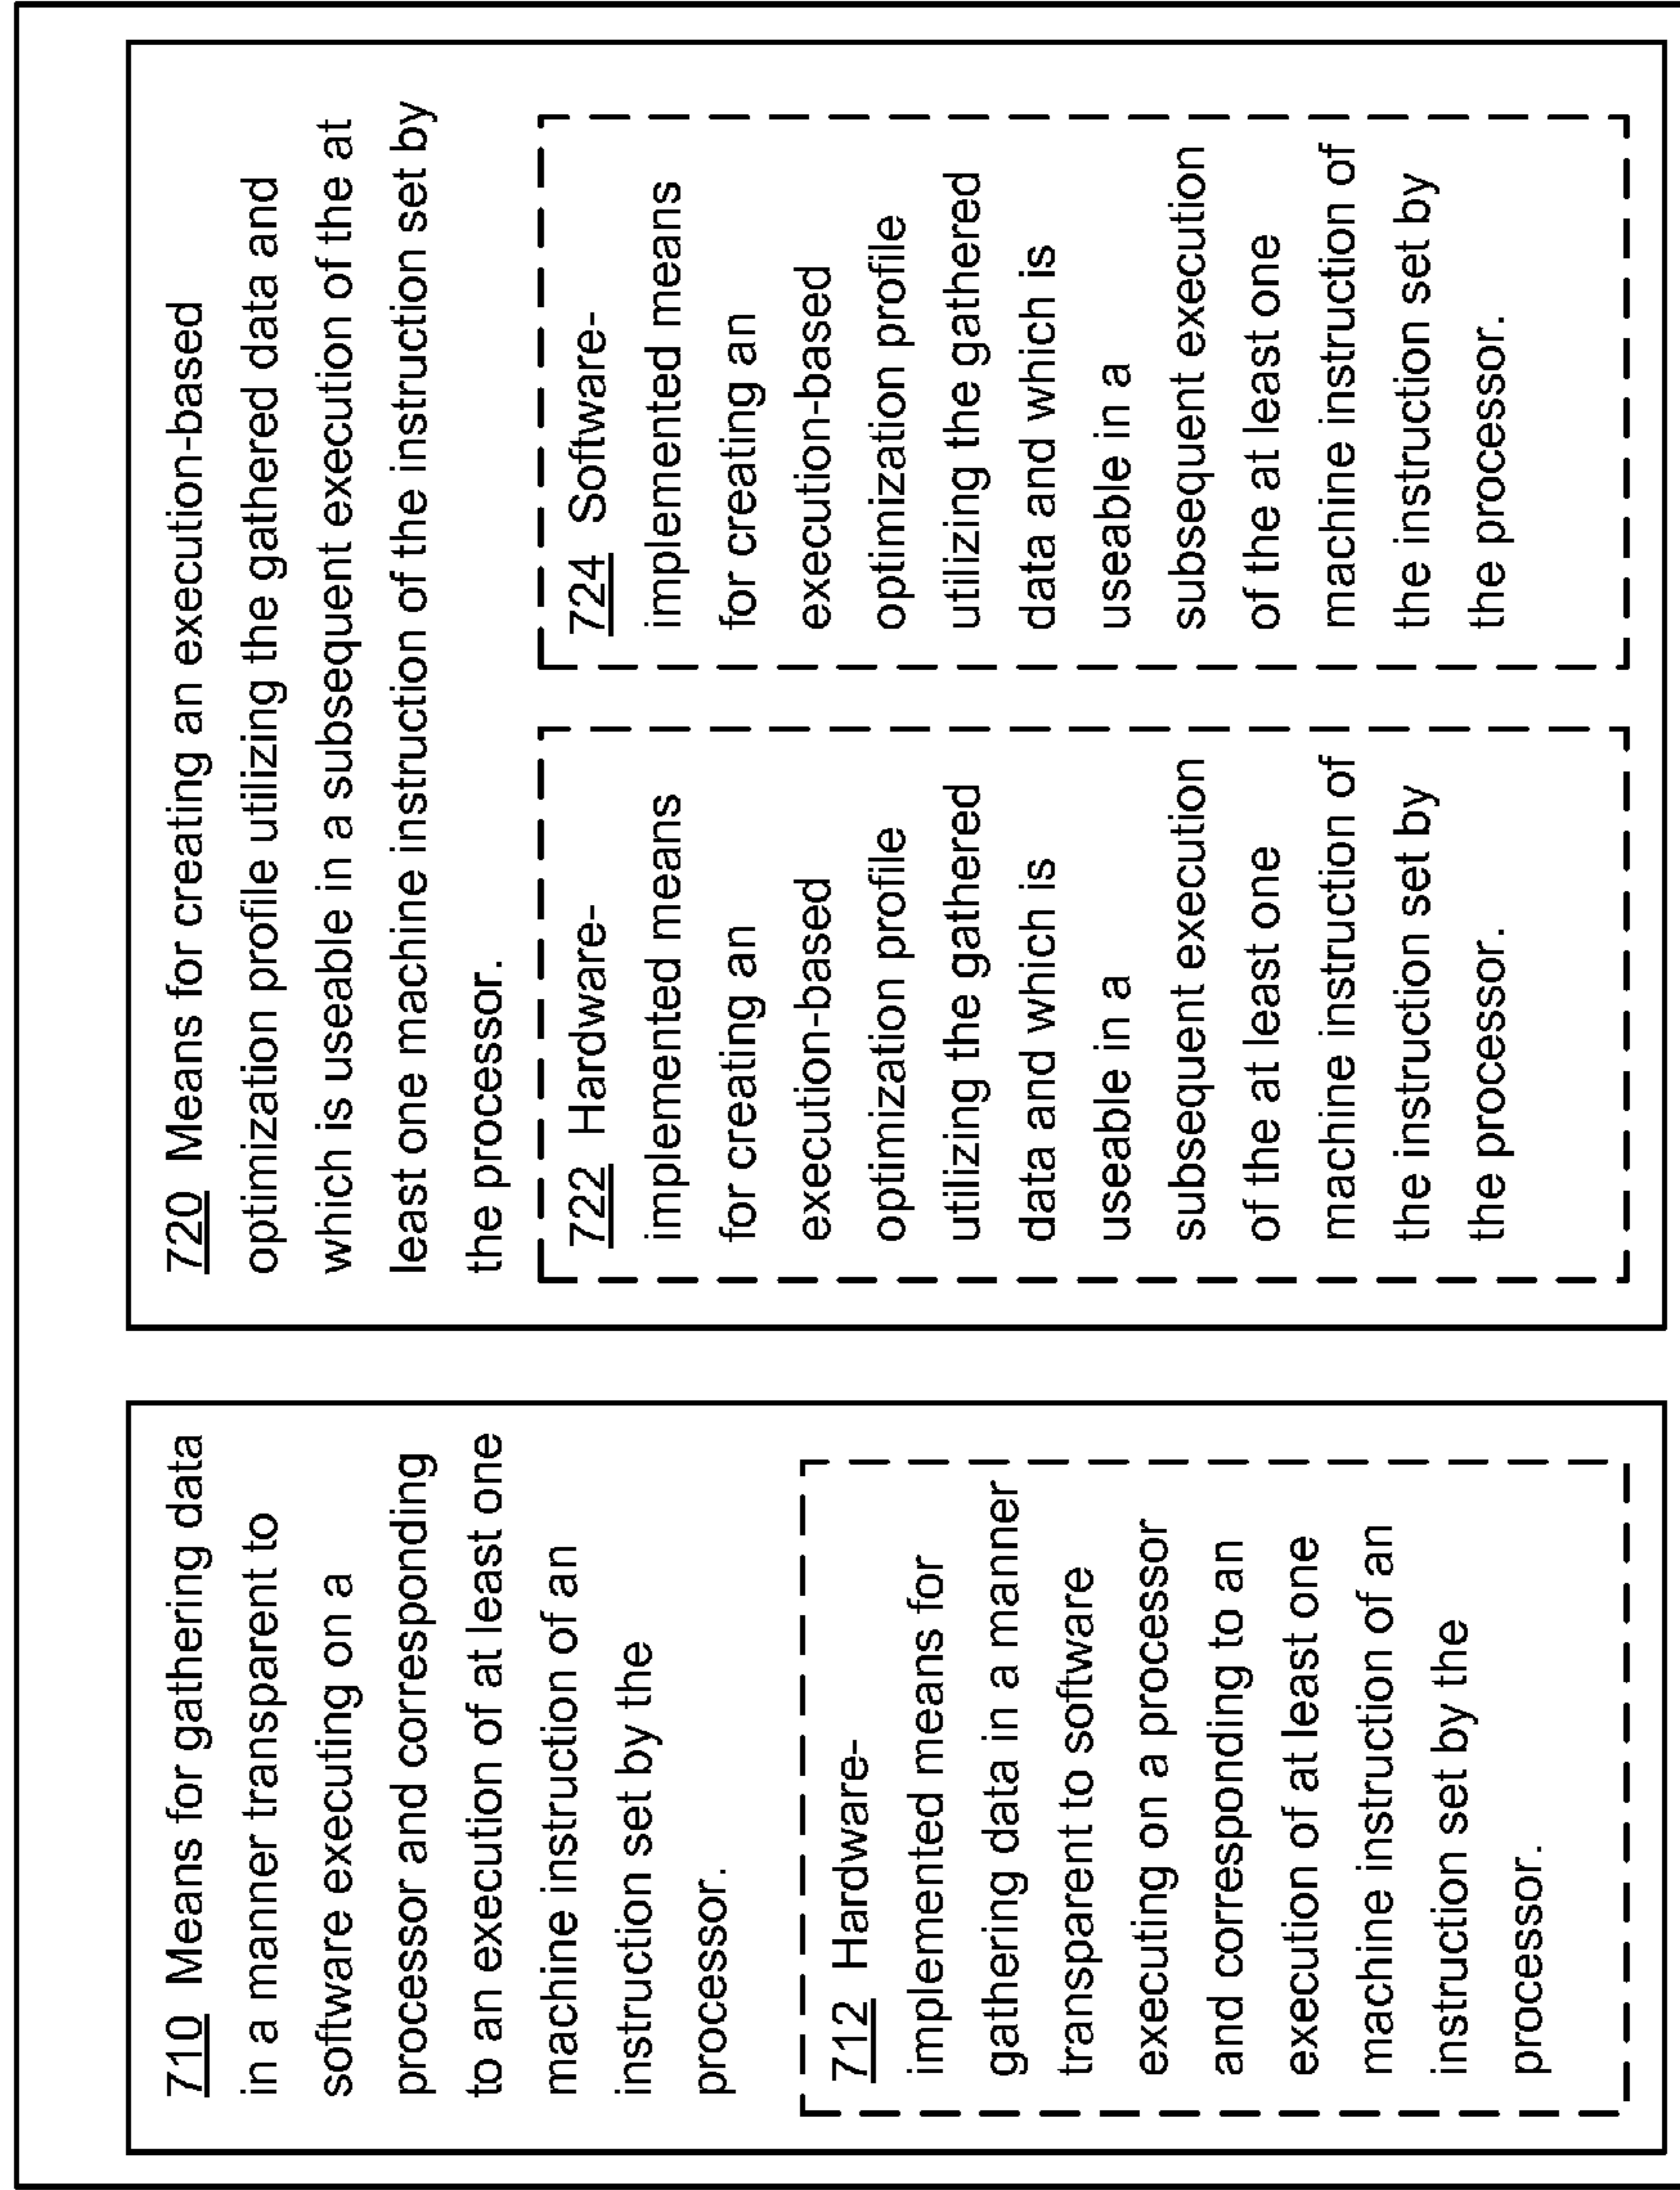 710 Means for gathering data
in a manner transparent to
software executing on a
processor and corresponding
to an execution of at least one
machine instruction of an
instruction set by the
processor.
712 Hardware-
implemented means for
gathering data in a manner
transparent to software
executing on a processor
and corresponding to an
execution of at least one
machine instruction of an
instruction set by the
processor.
720 Means for creating an execution-based
optimization profile utilizing the gathered data and
which is useable in a subsequent execution of the at
least one machine instruction of the instruction set by
the processor.
722 Hardware-
implemented means
for creating an
execution-based
optimization profile
utilizing the gathered
data and which is
useable in a
subsequent execution
of the at least one
machine instruction of
the instruction set by
the processor.
724 Software-
implemented means
for creating an
execution-based
optimization profile
utilizing the gathered
data and which is
useable in a
subsequent execution
of the at least one
machine instruction of
the instruction set by
the processor.